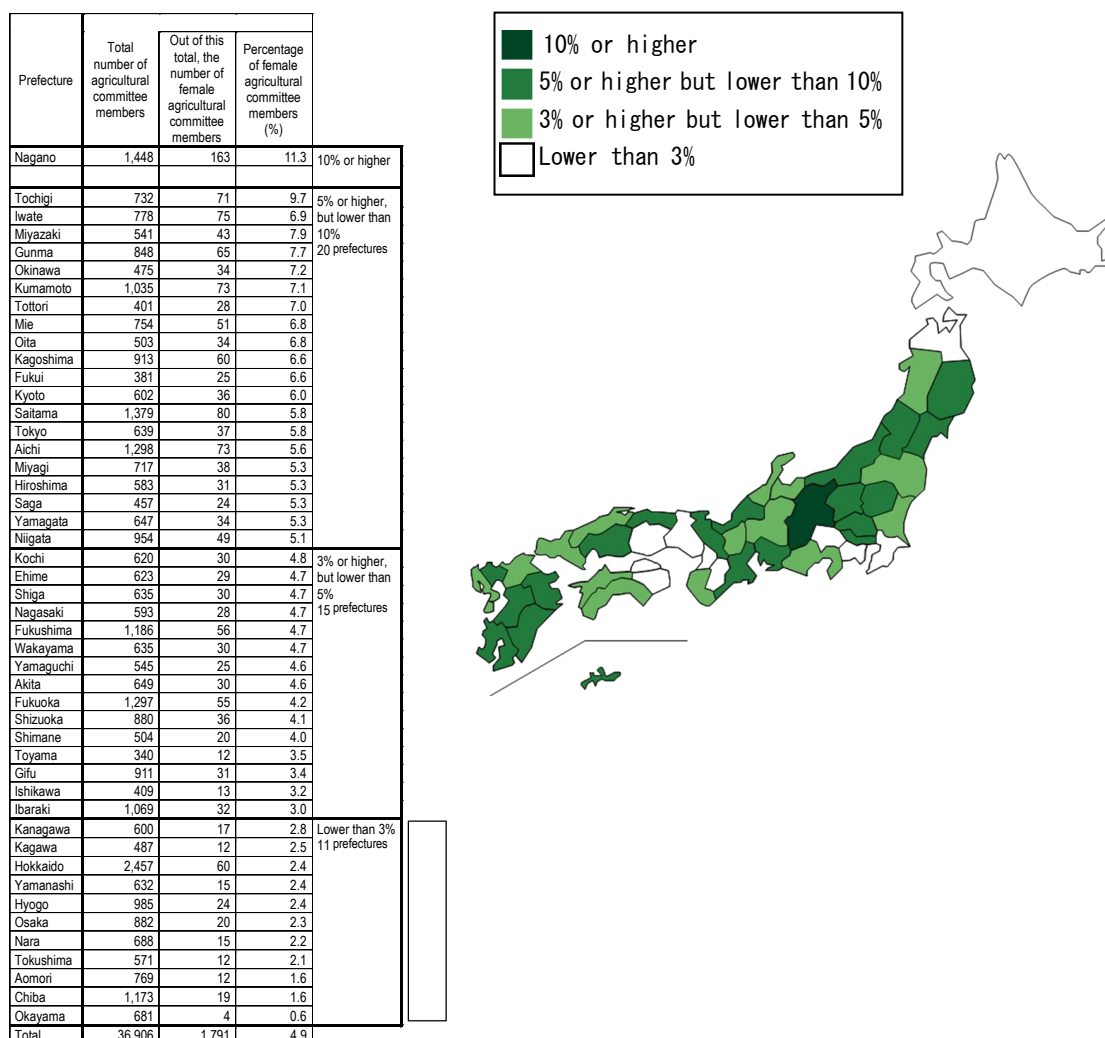 Prefecture
Total
number of
agricultural
committee
members
Out of this
total, the
number of
female
agricultural
committee
members
Percentage
of female
agricultural
committee
members
(%)
Nagano 1,448 163 11.3 10% or higher
Tochigi 732 71 9.7 5% or higher,
Iwate 778 75 6.9 but lower than
Miyazaki 541 43 7.9 10%
Gunma 848 65 7.7 20 prefectures
Okinawa 475 34 7.2
Kumamoto 1,035 73 7.1
Tottori 401 28 7.0
Mie 754 51 6.8
Oita 503 34 6.8
Kagoshima 913 60 6.6
Fukui 381 25 6.6
Kyoto 602 36 6.0
Saitama 1,379 80 5.8
Tokyo 639 37 5.8
Aichi 1,298 73 5.6
Miyagi 717 38 5.3
Hiroshima 583 31 5.3
Saga 457 24 5.3
Yamagata 647 34 5.3
Niigata 954 49 5.1
Kochi 620 30 4.8 3% or higher,
Ehime 623 29 4.7 but lower than
Shiga 635 30 4.7 5%
Nagasaki 593 28 4.7 15 prefectures
Fukushima 1,186 56 4.7
Wakayama 635 30 4.7
Yamaguchi 545 25 4.6
Akita 649 30 4.6
Fukuoka 1,297 55 4.2
Shizuoka 880 36 4.1
Shimane 504 20 4.0
Toyama 340 12 3.5
Gifu 911 31 3.4
Ishikawa 409 13 3.2
Ibaraki 1,069 32 3.0
Kanagawa 600 17 2.8 Lower than 3%
Kagawa 487 12 2.5 11 prefectures
Hokkaido 2,457 60 2.4
Yamanashi 632 15 2.4
Hyogo 985 24 2.4
Osaka 882 20 2.3
Nara 688 15 2.2
Tokushima 571 12 2.1
Aomori 769 12 1.6
Chiba 1,173 19 1.6
Okayama 681 4 0.6
Total 36,906 1,791 4.9
10% or higher
5% or higher but lower than 10%
3% or higher but lower than 5%
Lower than 3%